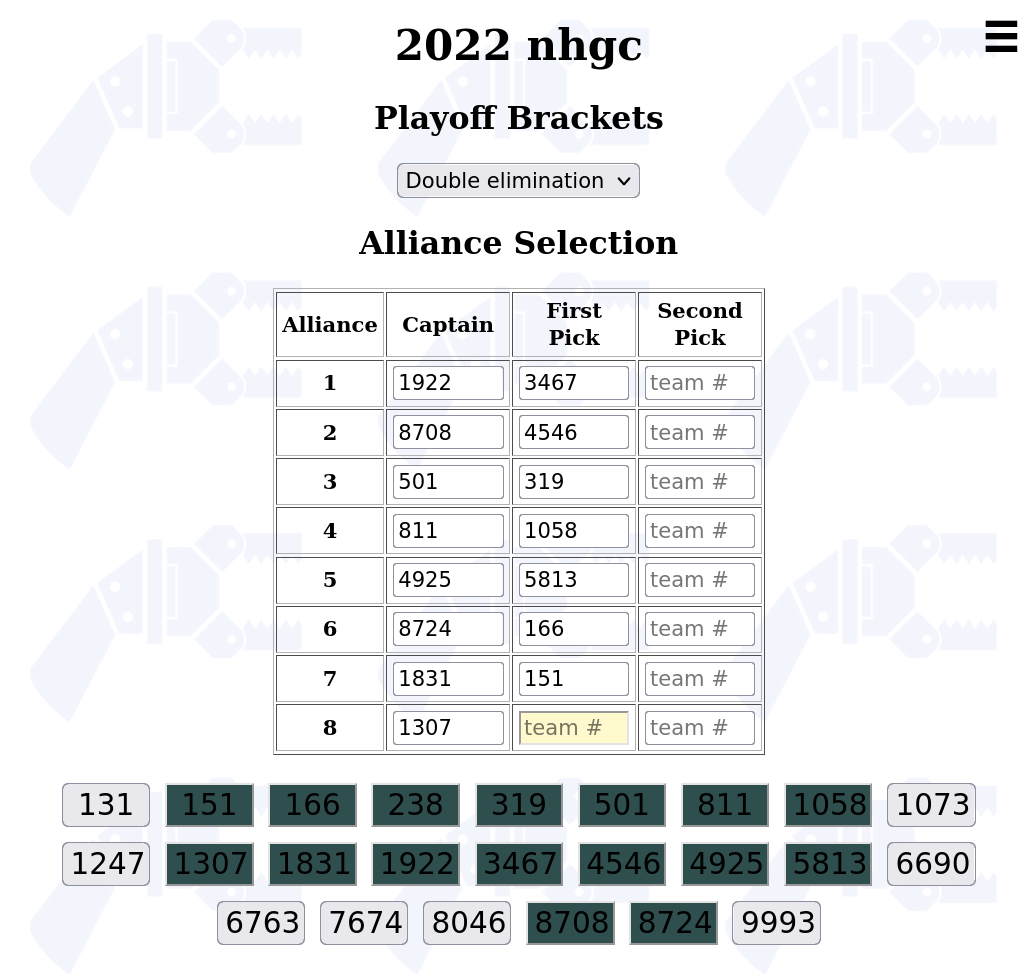 2022 nhgc
☰
Playoff Brackets
Double elimination
Alliance Selection
Alliance Captain First Pick Second Pick
1 1922 3467 team #
2 8708 4546 team #
3 501 319 team #
4 811 1058 team #
5 4925 5813 team #
6 8724 166 team #
7 1831 151 team #
8 1307 team # team #
131 151 166 238 319 501 811 1058 1073
1247 1307 1831 1922 3467 4546 4925 5813 6690
6763 7674 8046 8708 8724 9993